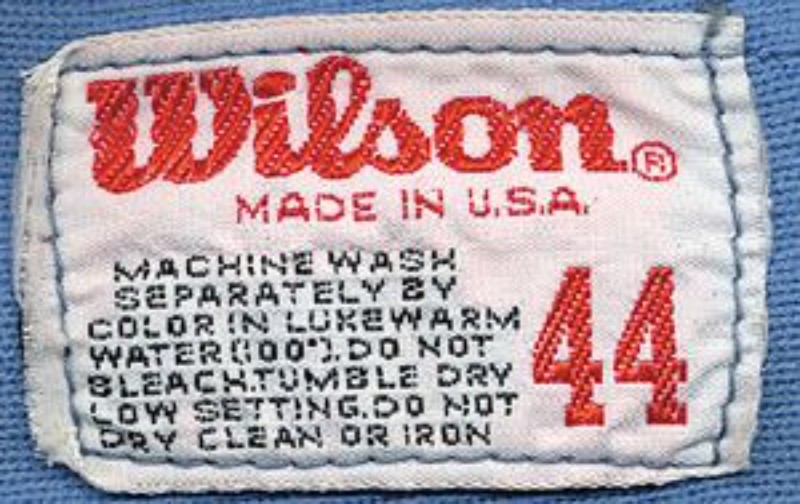 Wilson®
MADE IN U.S.A.
MACHINE WASH
SEPARATELY BY
COLOR IN LUKEWARM
WATER(100°).DO NOT
BLEACH.TUMBLE DRY
LOW SETTING.DO NOT
DRY CLEAN OR IRON
44